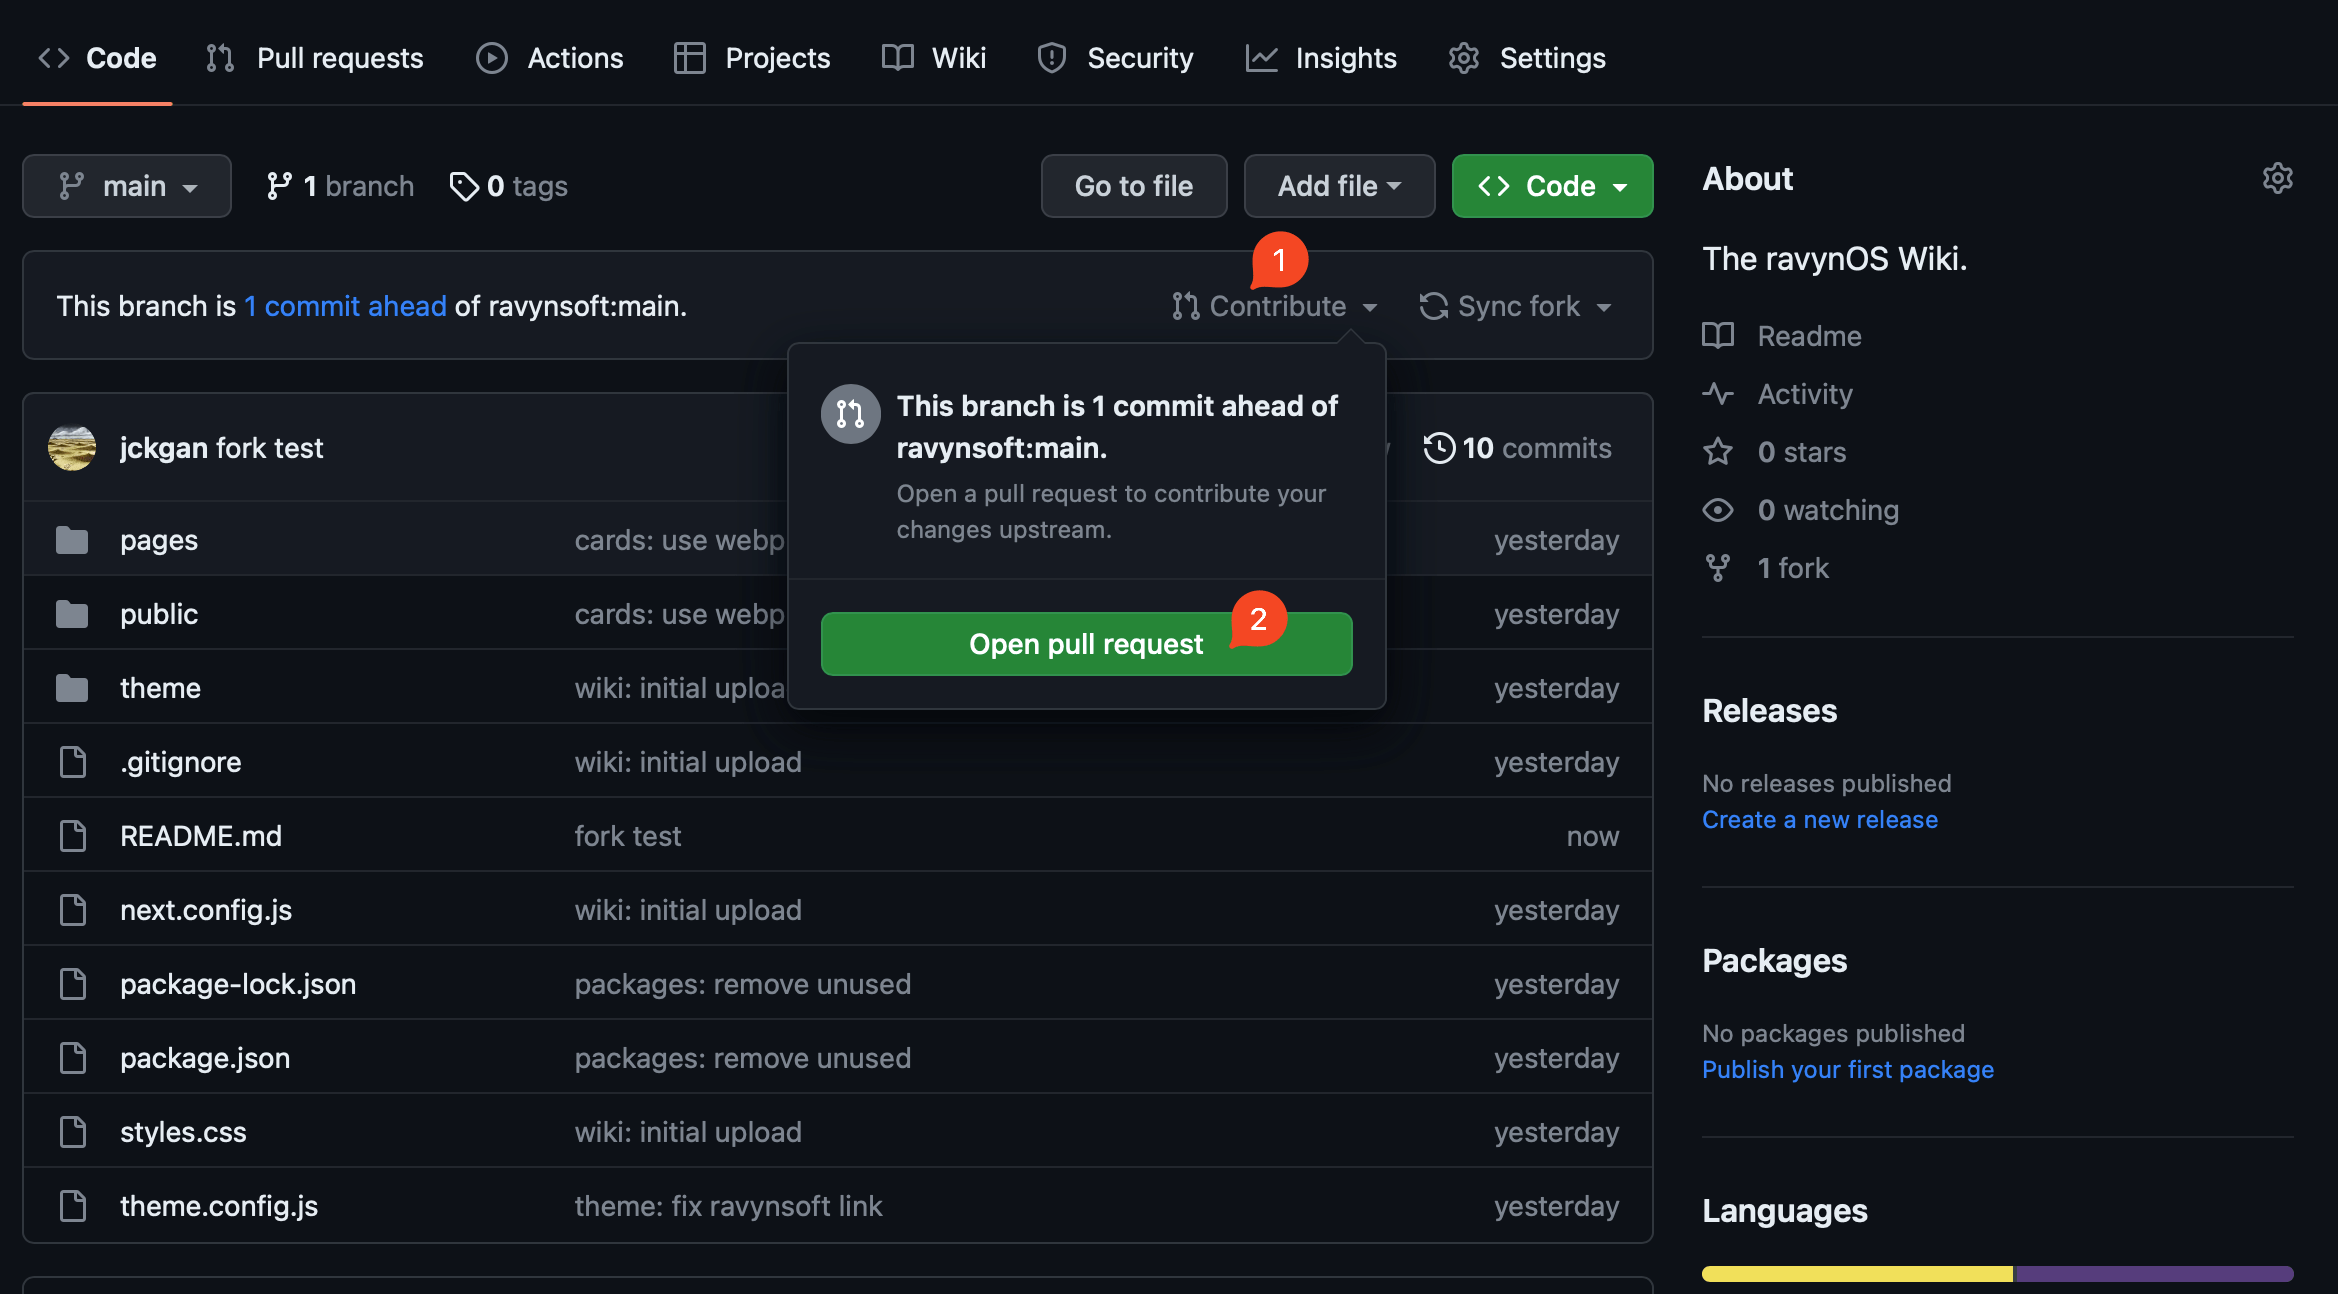 Code Pull requests Actions Projects Wiki Security Insights Settings
main 1 branch 0 tags Go to file Add file Code
1
This branch is 1 commit ahead of ravynsoft:main. Contribute Sync fork
This branch is 1 commit ahead of
ravynsoft:main.
Open a pull request to contribute your
changes upstream.
2
Open pull request
jckgan fork test 10 commits
pages cards: use webp yesterday
public cards: use webp yesterday
theme wiki: initial uploa yesterday
.gitignore wiki: initial upload yesterday
README.md fork test now
next.config.js wiki: initial upload yesterday
package-lock.json packages: remove unused yesterday
package.json packages: remove unused yesterday
styles.css wiki: initial upload yesterday
theme.config.js theme: fix ravynsoft link yesterday
About
The ravynOS Wiki.
Readme
Activity
0 stars
0 watching
1 fork
Releases
No releases published
Create a new release
Packages
No packages published
Publish your first package
Languages